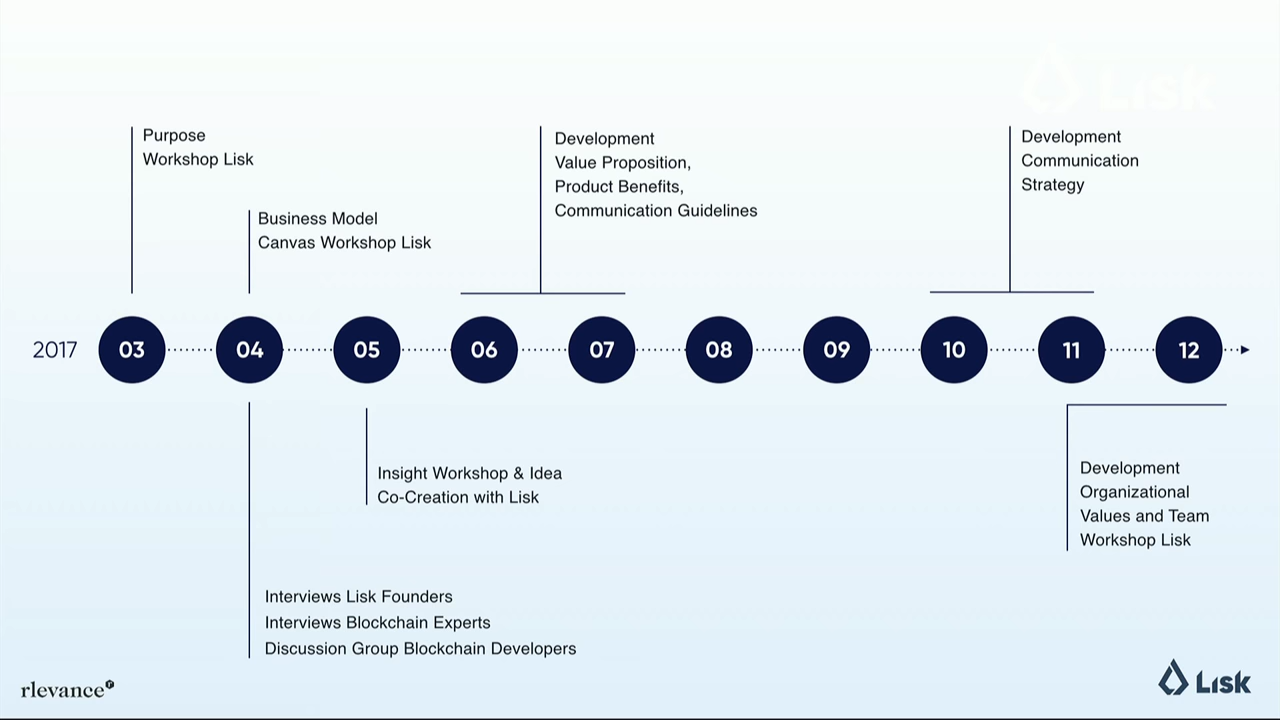 Lisk
Purpose
Workshop Lisk
Business Model
Canvas Workshop Lisk
Development
Value Proposition,
Product Benefits,
Communication Guidelines
Development
Communication
Strategy
2017 03 04 05 06 07 08 09 10 11 12
Insight Workshop & Idea
Co-Creation with Lisk
Interviews Lisk Founders
Interviews Blockchain Experts
Discussion Group Blockchain Developers
Development
Organizational
Values and Team
Workshop Lisk
rlevance
Lisk